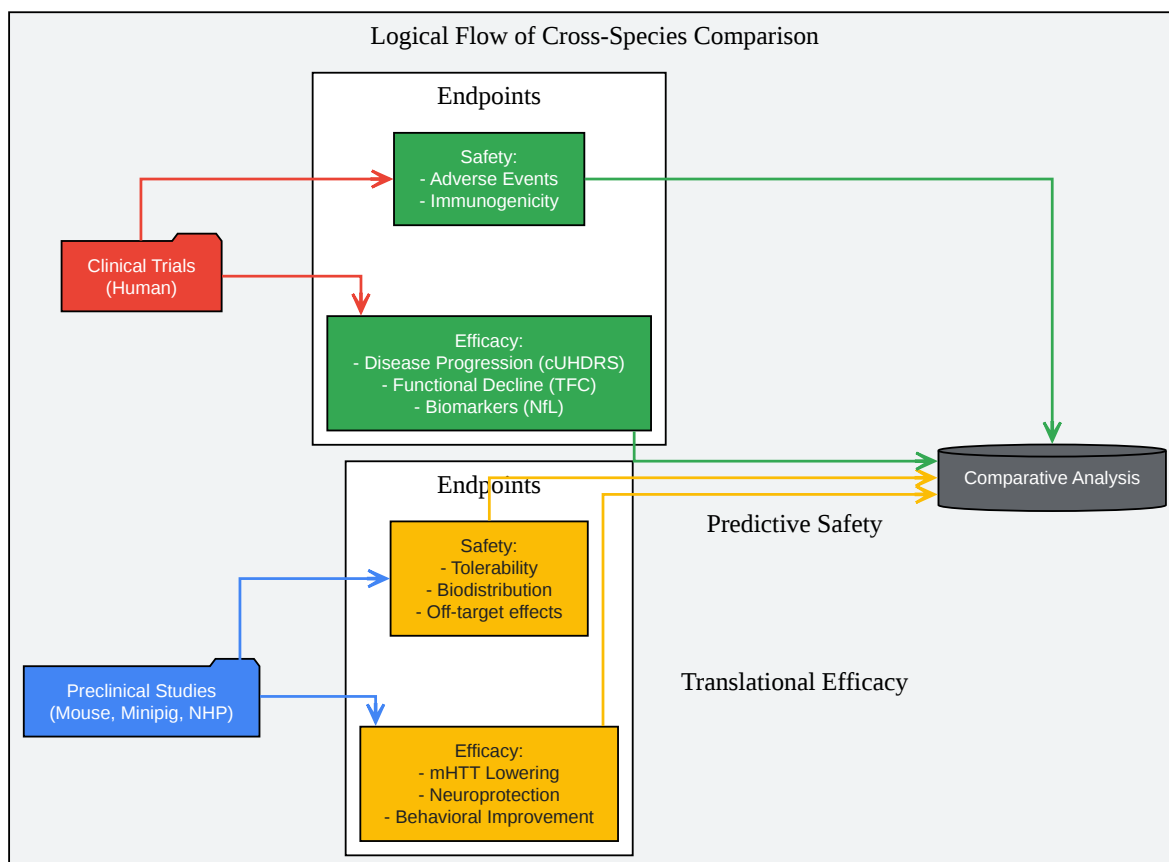 Logical Flow of Cross-Species Comparison
Endpoints
Safety:
- Adverse Events
- Immunogenicity
Clinical Trials
(Human)
Efficacy:
- Disease Progression (cUHDRS)
- Functional Decline (TFC)
- Biomarkers (NfL)
Comparative Analysis
Endpoints
Predictive Safety
Safety:
- Tolerability
- Biodistribution
- Off-target effects
Translational Efficacy
Preclinical Studies
(Mouse, Minipig, NHP)
Efficacy:
- mHTT Lowering
- Neuroprotection
- Behavioral Improvement